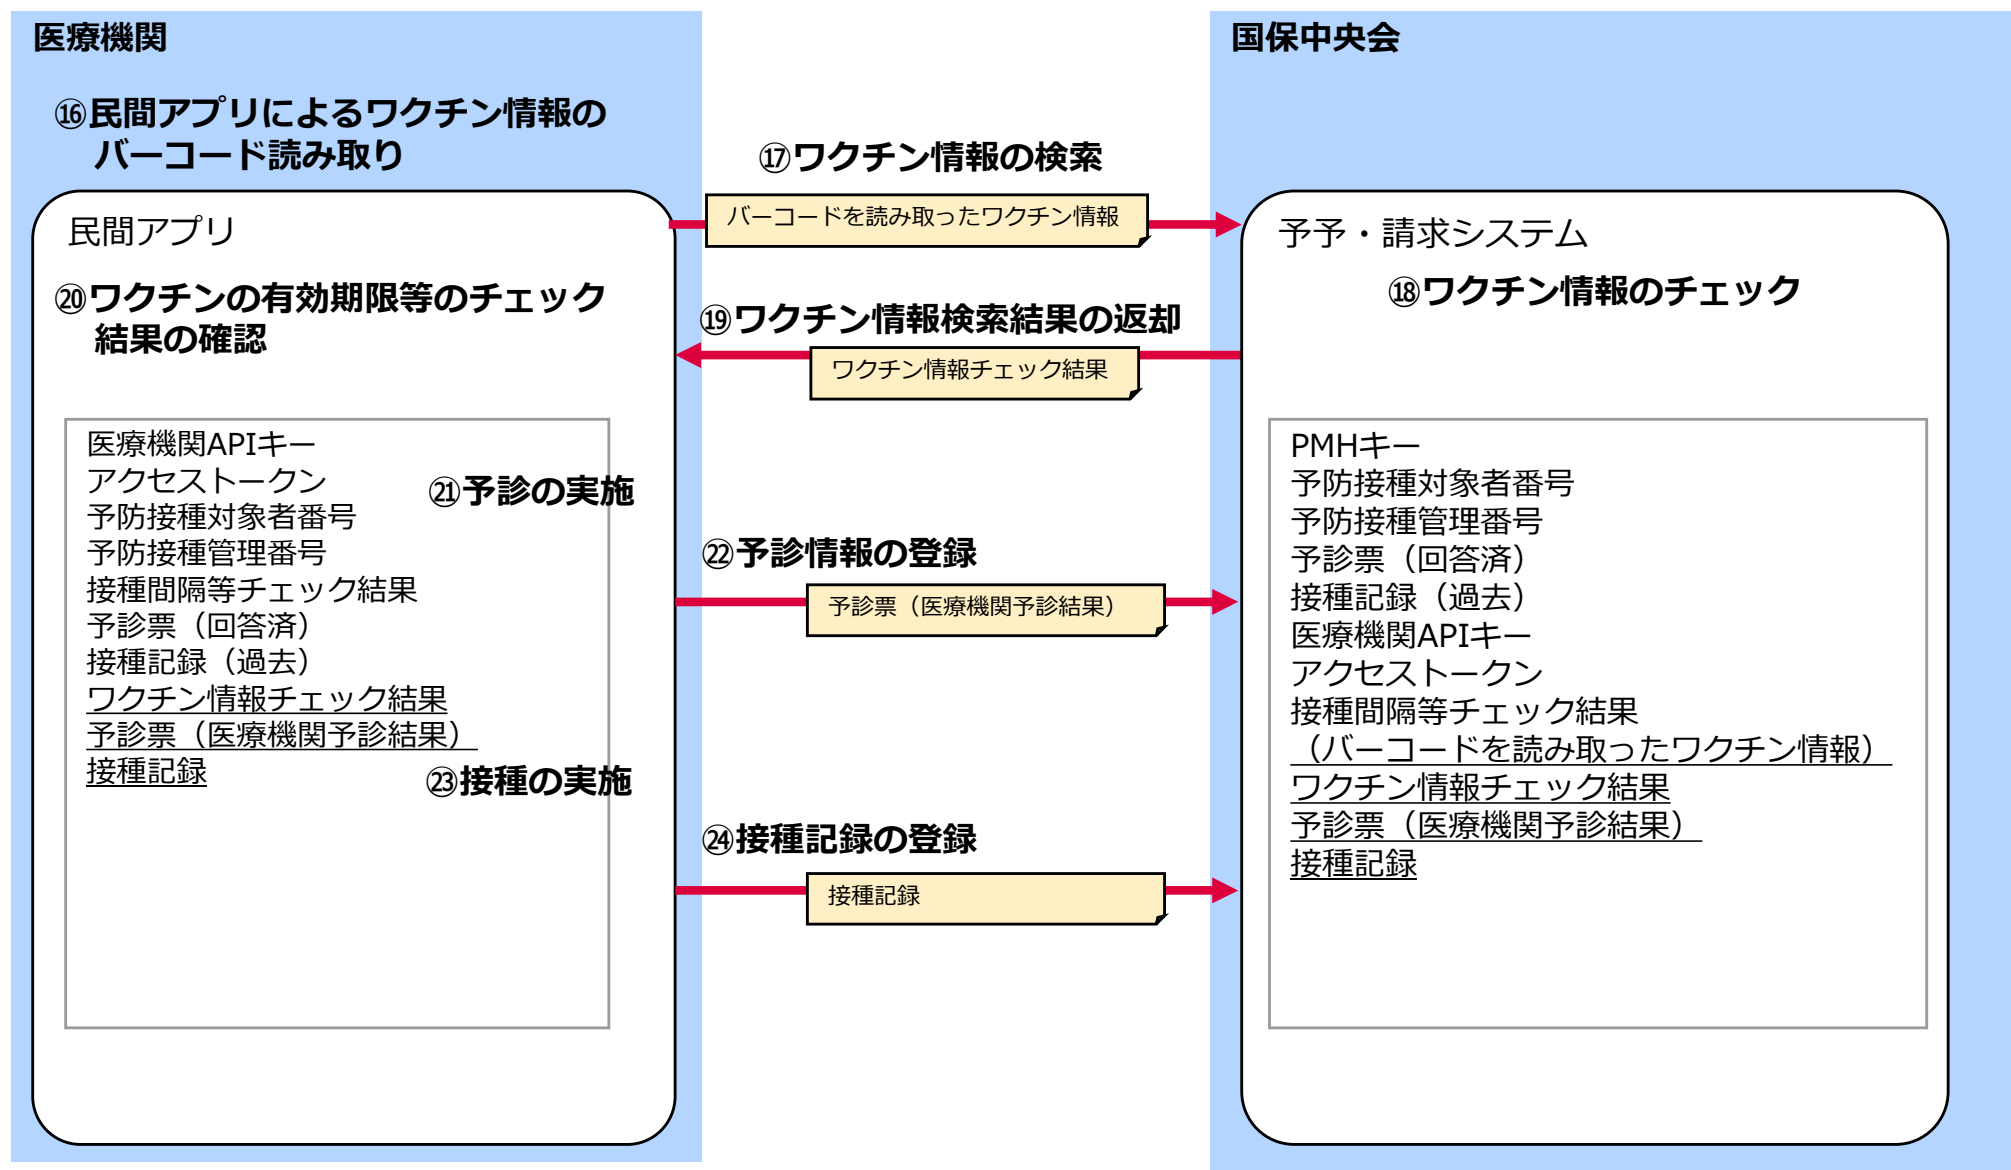 医療機関
⑯民間アプリによるワクチン情報の
バーコード読み取り
民間アプリ
⑳ワクチンの有効期限等のチェック
結果の確認
医療機関APIキー
アクセストークン
予防接種対象者番号
予防接種管理番号
接種間隔等チェック結果
予診票（回答済）
接種記録（過去）
ワクチン情報チェック結果
予診票（医療機関予診結果）
接種記録
㉑予診の実施
㉓接種の実施
⑰ワクチン情報の検索
バーコードを読み取ったワクチン情報
⑲ワクチン情報検索結果の返却
ワクチン情報チェック結果
㉒予診情報の登録
予診票（医療機関予診結果）
㉔接種記録の登録
接種記録
国保中央会
予予・請求システム
⑱ワクチン情報のチェック
PMHキー
予防接種対象者番号
予防接種管理番号
予診票（回答済）
接種記録（過去）
医療機関APIキー
アクセストークン
接種間隔等チェック結果
（バーコードを読み取ったワクチン情報）
ワクチン情報チェック結果
予診票（医療機関予診結果）
接種記録